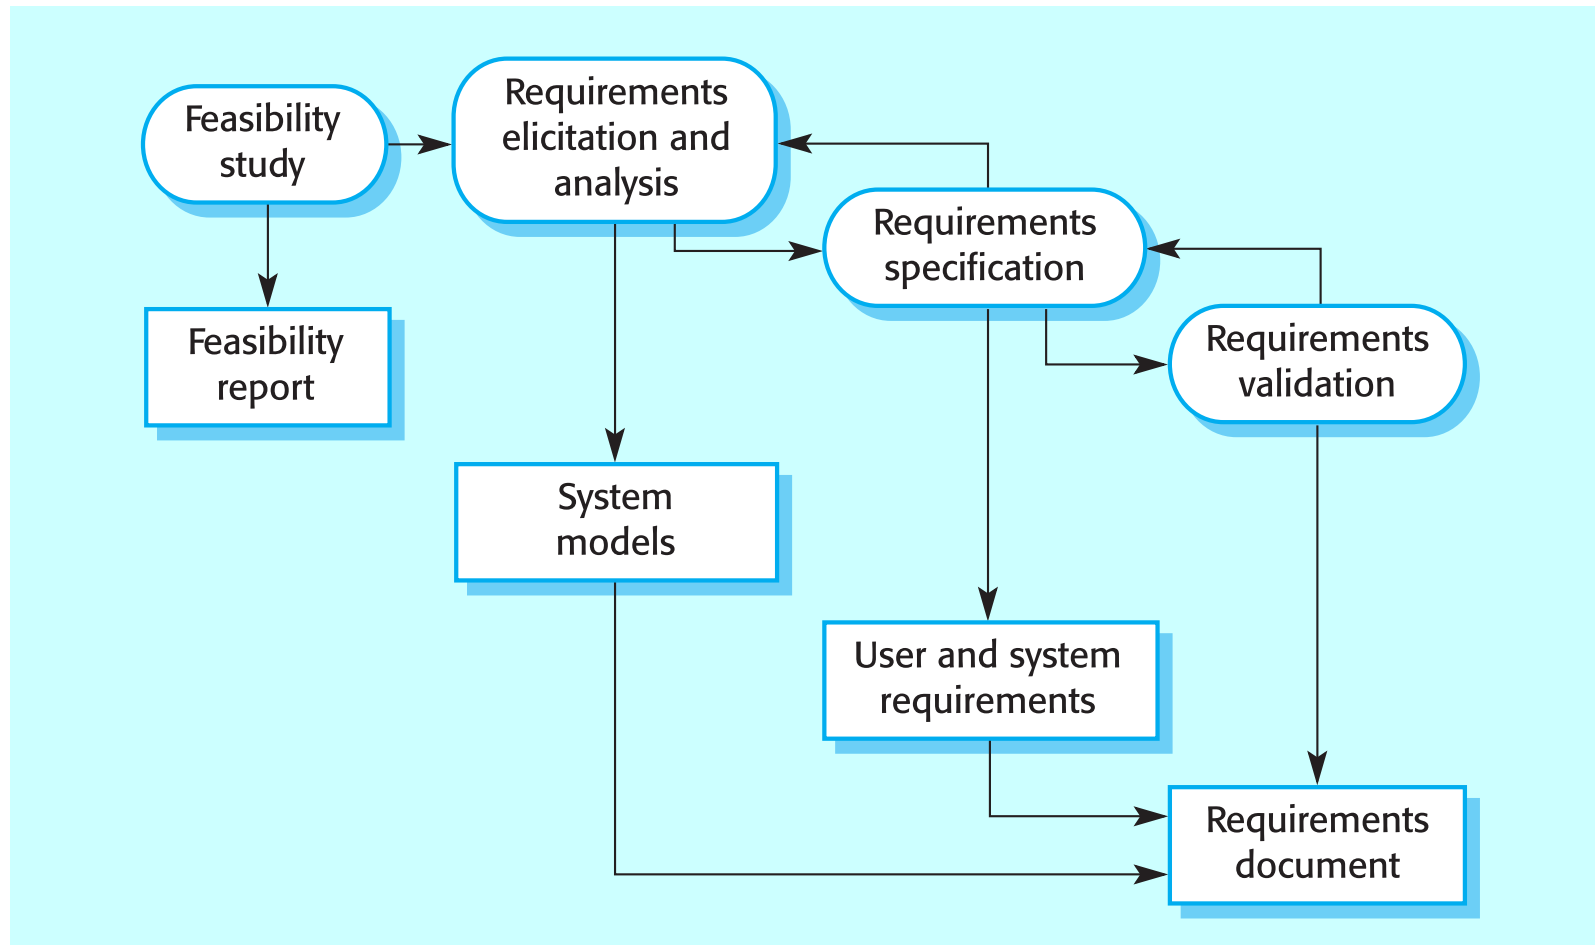 Feasibility
study
Requirements
elicitation and
analysis
Requirements
specification
Requirements
validation
Feasibility
report
System
models
User and system
requirements
Requirements
document